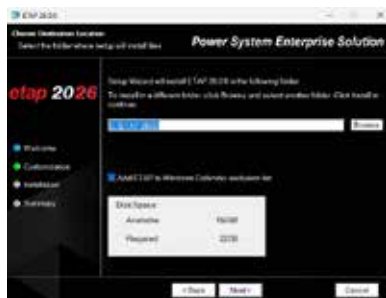 ETAP 2026
Choose Destination Location
Select the folder where setup will install files
Power System Enterprise Solution
etap 2026
Setup Wizard will install ETAP 2026 in the following folder
To install in a different folder, click Browse and select another folder. Click Install to continue.
Browse
Welcome
Customization
Installation
Summary
Add ETAP to Windows Defender exclusion list
Disk Space
Available
Required
< Back
Next >
Cancel